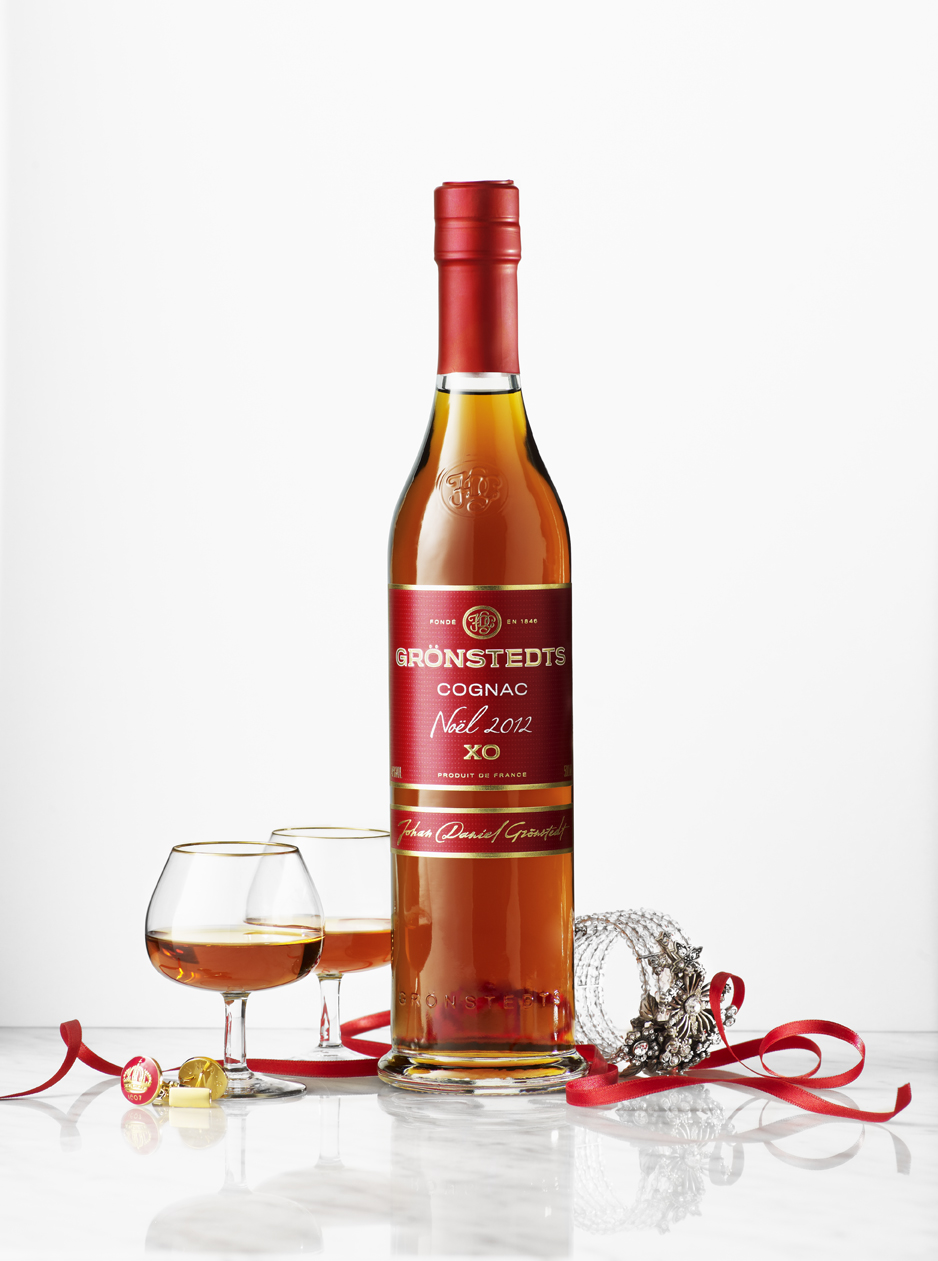 FONDÉ EN 1846
GRÖNSTEDTS
COGNAC
Noël 2012
XO
PRODUIT DE FRANCE
Johan Daniel Grönstedt
GRÖNSTEDTS